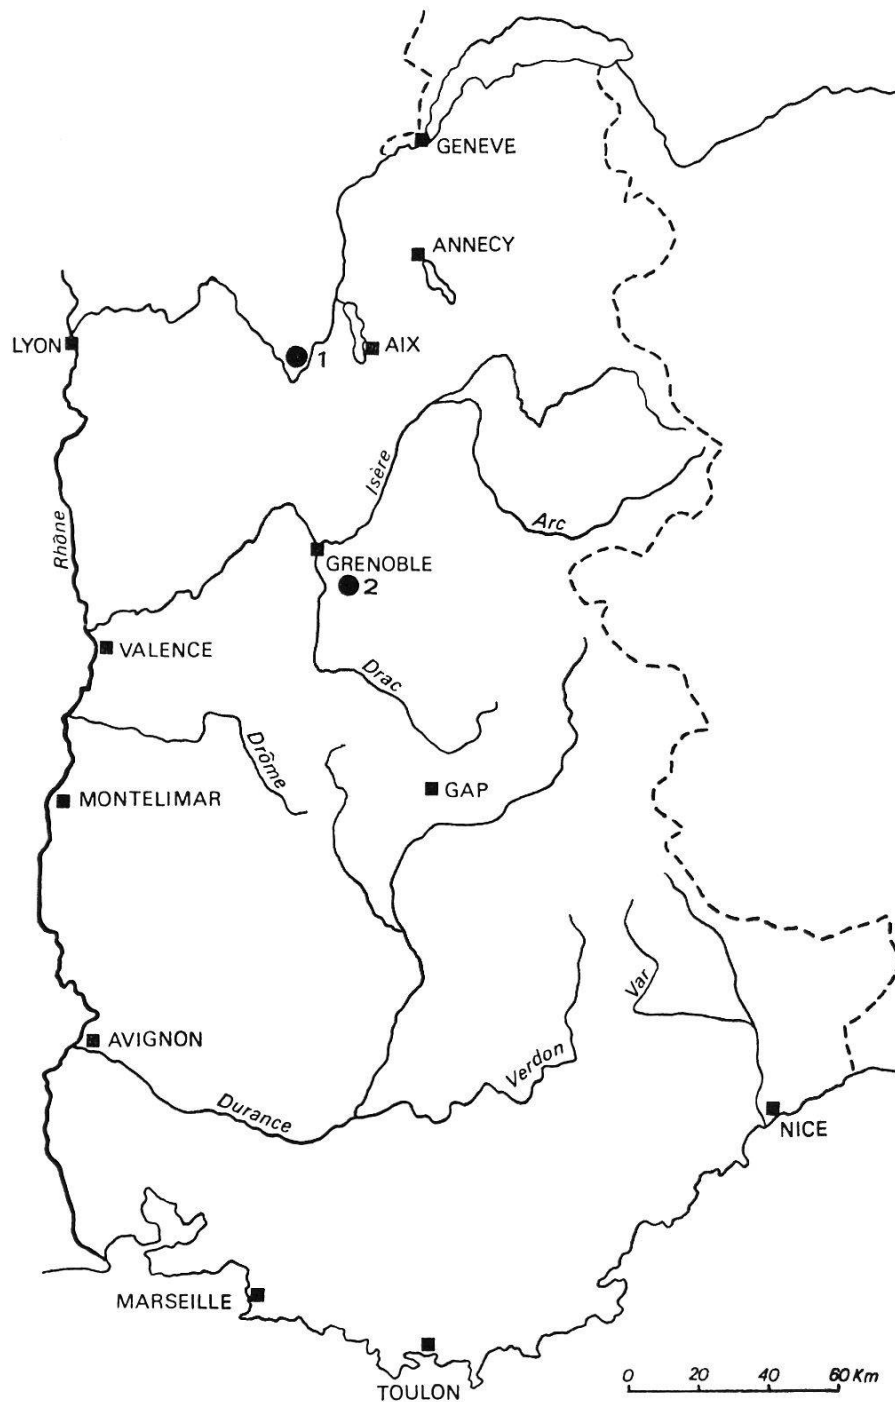 GENEVE
ANNECY
LYON
1
AIX
Isère
Arc
Rhône
GRENOBLE
2
VALENCE
Drac
Drôme
MONTELIMAR
GAP
Var
AVIGNON
Verdon
Durance
NICE
MARSEILLE
TOULON
0 20 40 60 Km